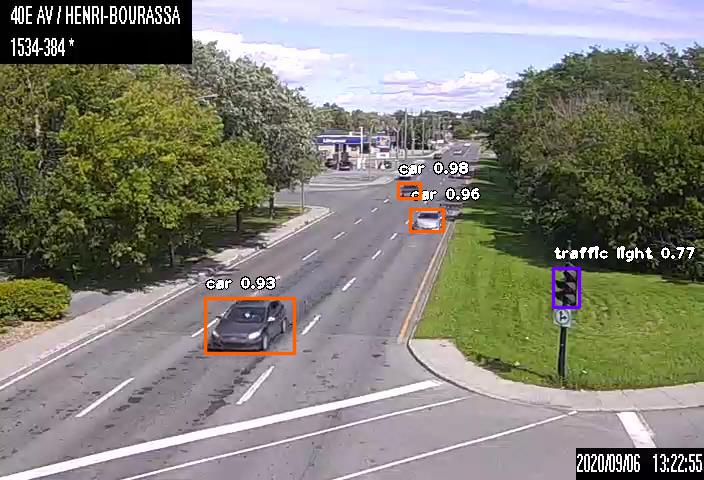 40E AV / HENRI-BOURASSA
1534-384 *
car 0.98
car 0.96
traffic light 0.77
car 0.93
2020/09/06 13:22:55